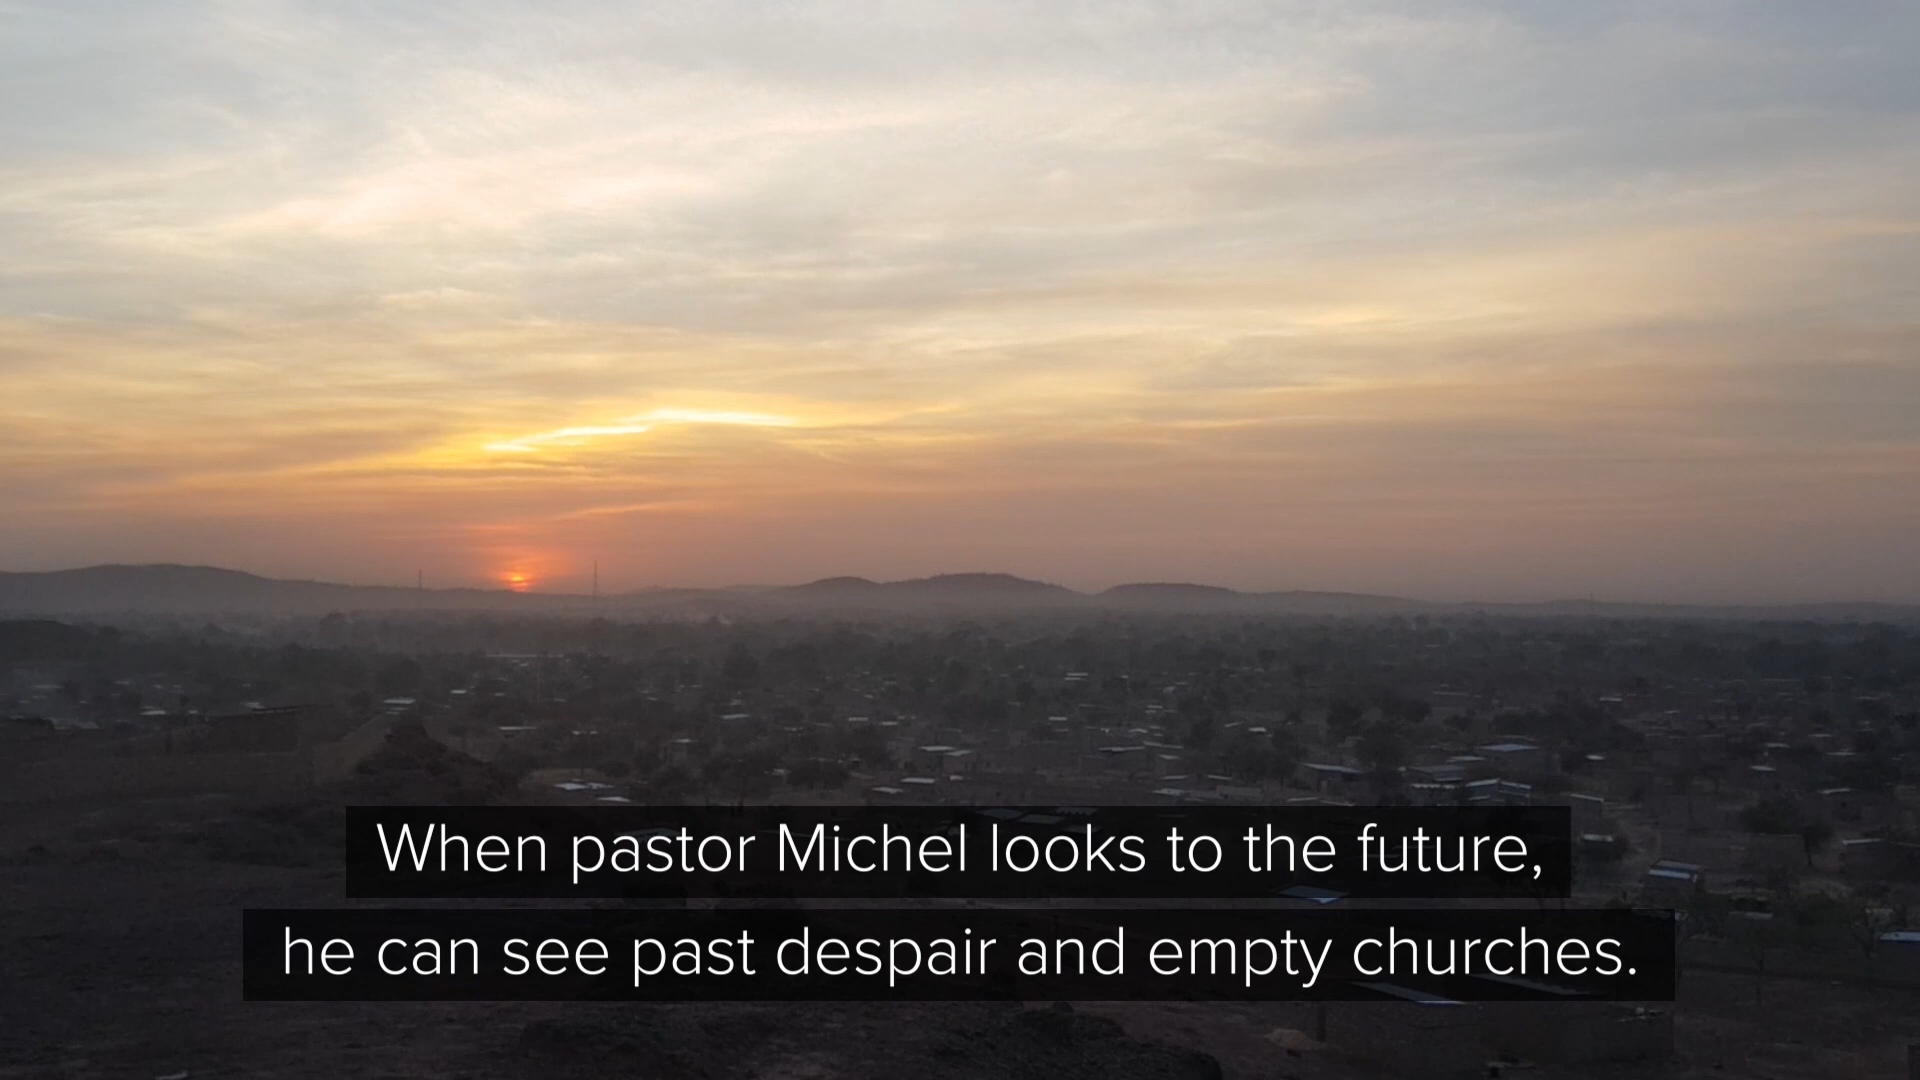 When pastor Michel looks to the future,
he can see past despair and empty churches.